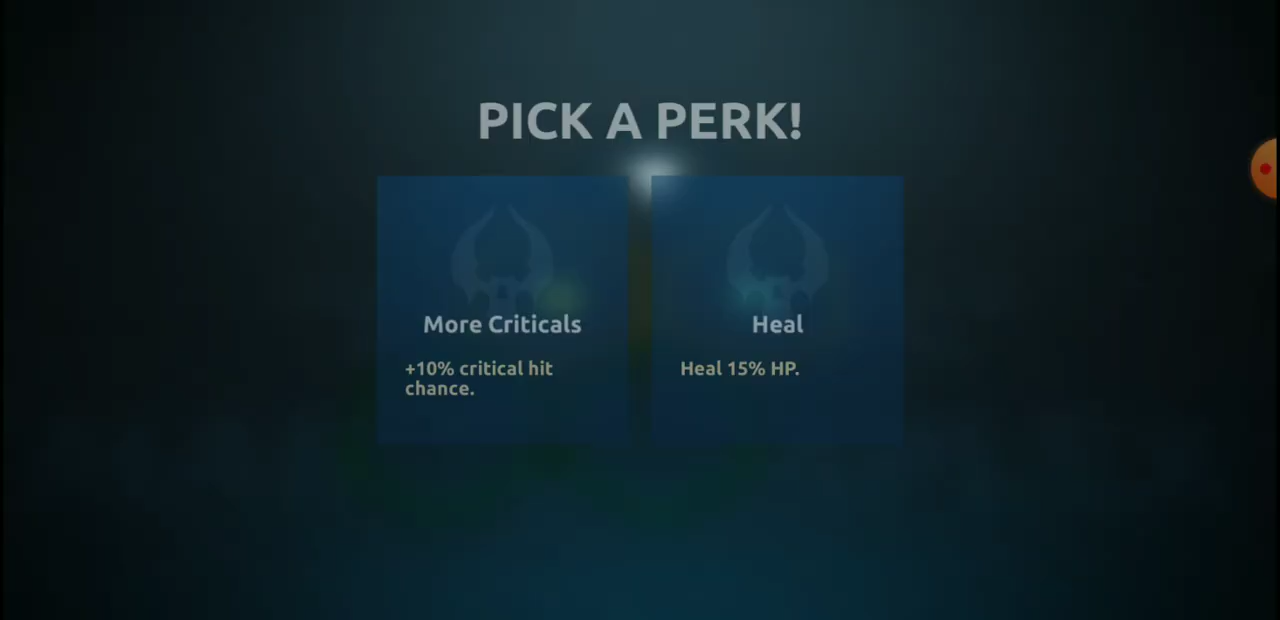 PICK A PERK!
More Criticals
+10% critical hit
chance.
Heal
Heal 15% HP.